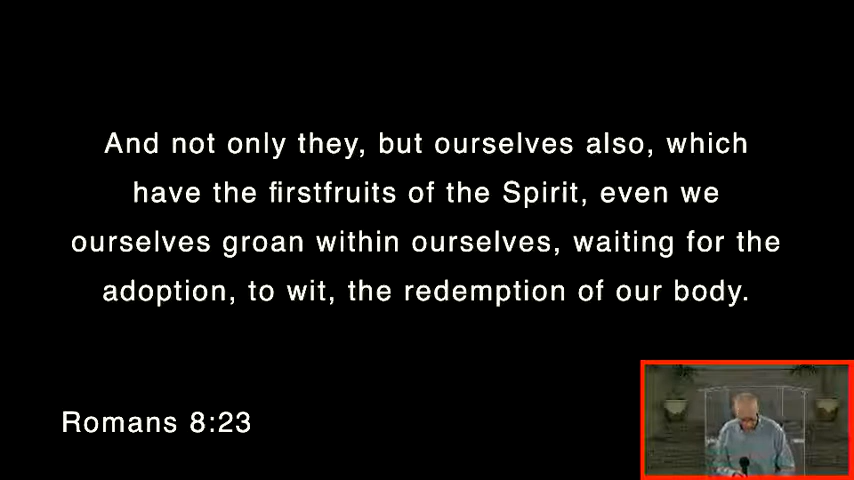 And not only they, but ourselves also, which
have the firstfruits of the Spirit, even we
ourselves groan within ourselves, waiting for the
adoption, to wit, the redemption of our body.
Romans 8:23